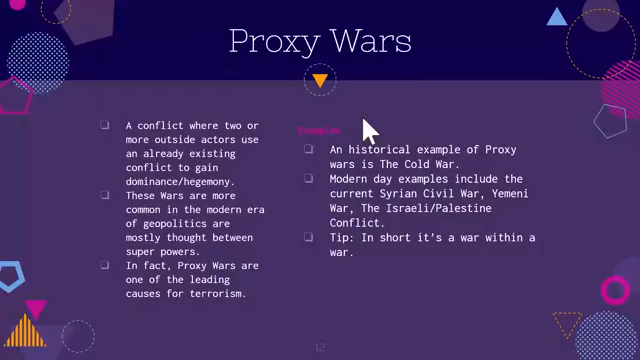 Proxy Wars
A conflict where two or
more outside actors use
an already existing
conflict to gain
dominance/hegemony.
These Wars are more
common in the modern era
of geopolitics are
mostly thought between
super powers.
In fact, Proxy Wars are
one of the leading
causes for terrorism.
Examples
An historical example of Proxy
wars is The Cold War.
Modern day examples include the
current Syrian Civil War, Yemeni
War, The Israeli/Palestine
Conflict.
Tip: In short it's a war within a
war.
12